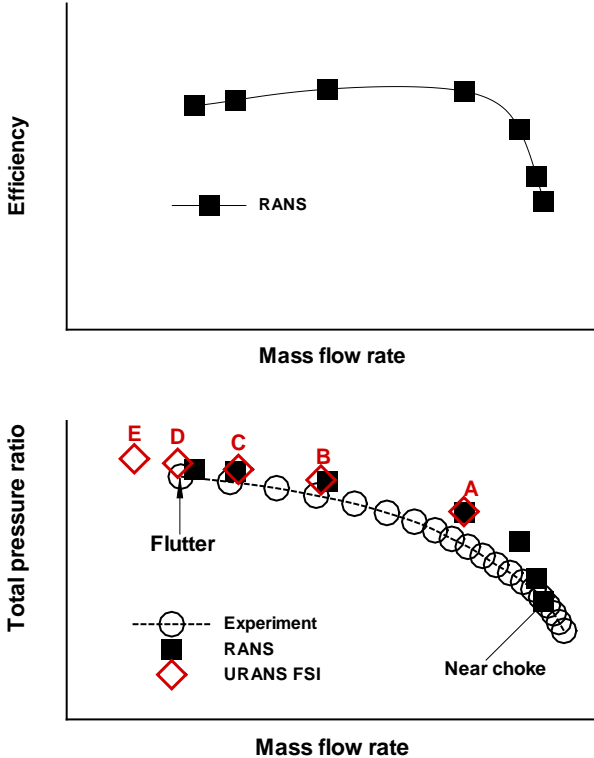 Efficiency
RANS
Mass flow rate
Total pressure ratio
E
D
C
B
A
Flutter
Experiment
RANS
URANS FSI
Near choke
Mass flow rate